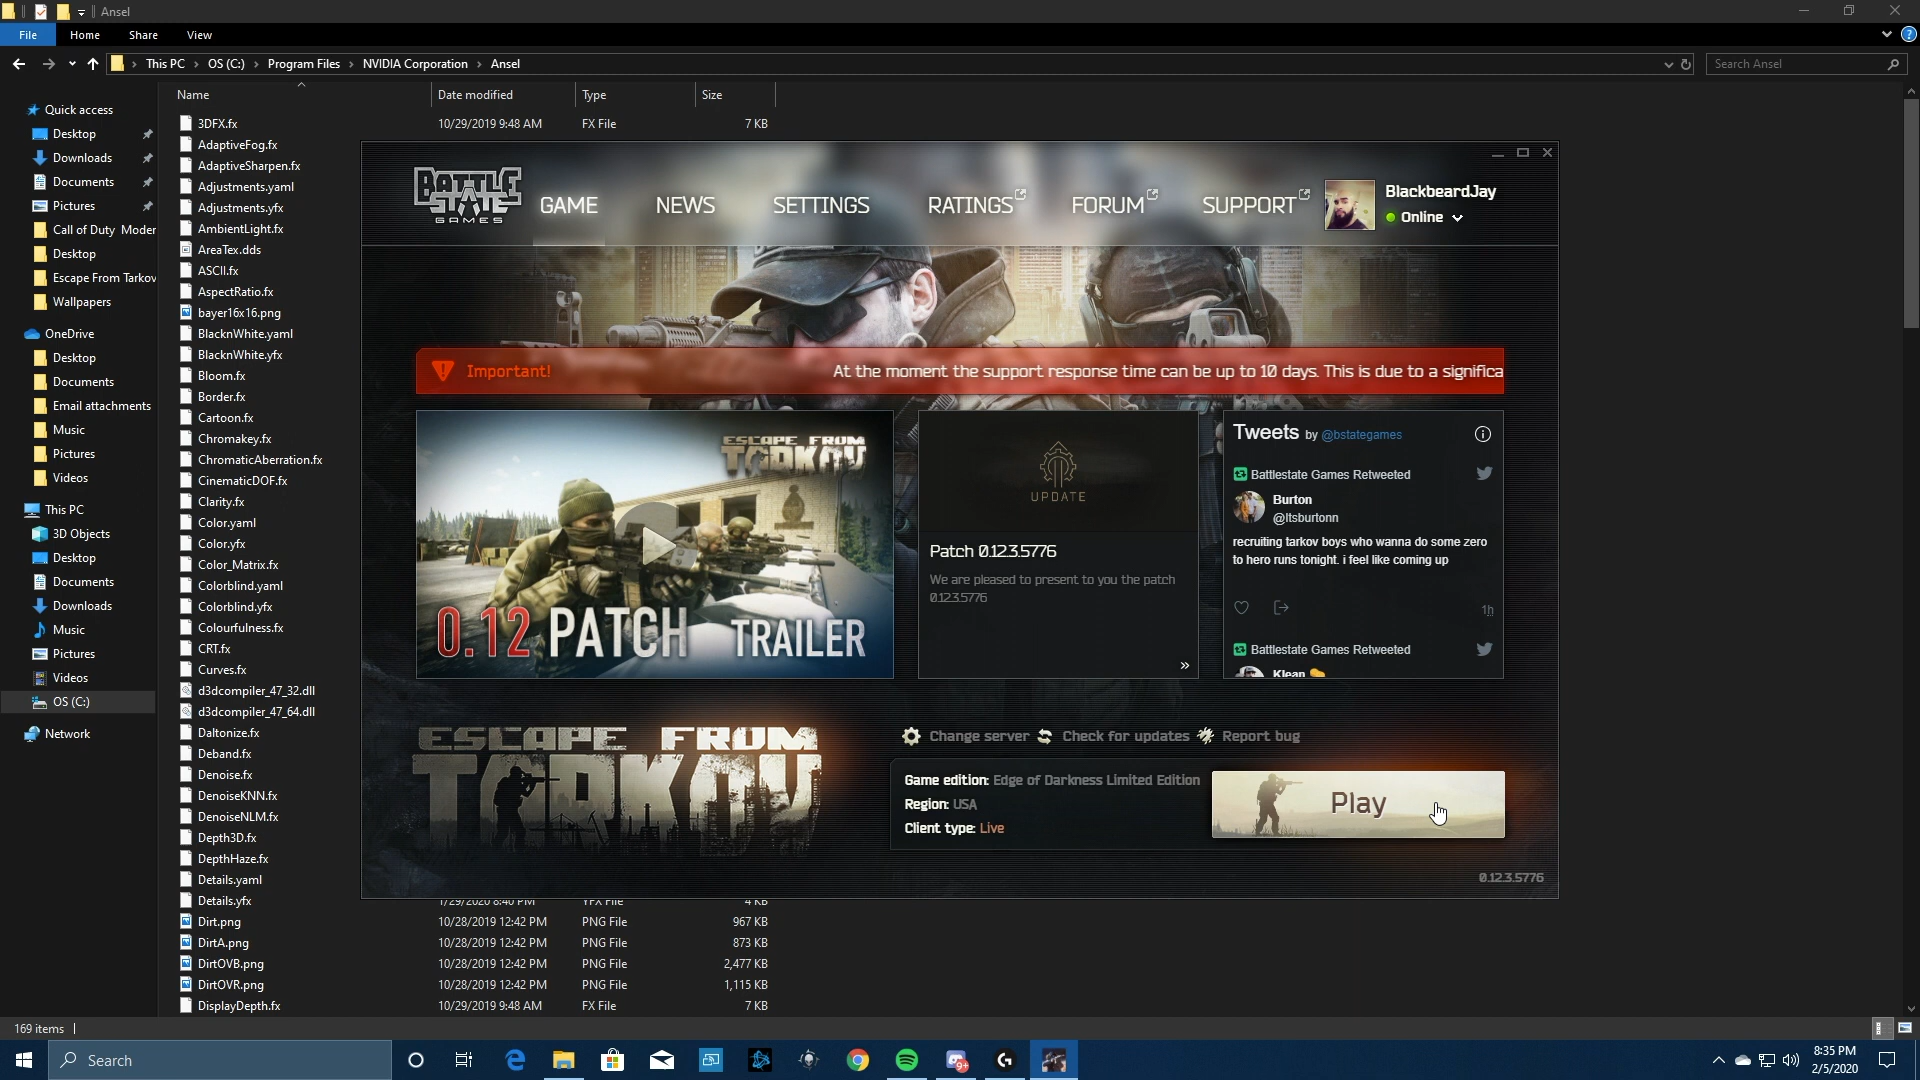 Ansel
File Home Share View
This PC OS (C:) Program Files NVIDIA Corporation Ansel
Search Ansel
Name Date modified Type Size
Quick access
Desktop
Downloads
Documents
Pictures
Call of Duty Moder
Desktop
Escape From Tarkov
Wallpapers
OneDrive
Desktop
Documents
Email attachments
Music
Pictures
Videos
This PC
3D Objects
Desktop
Documents
Downloads
Music
Pictures
Videos
OS (C:)
Network
3DFX.fx 10/29/2019 9:48 AM FX File 7 KB
AdaptiveFog.fx
AdaptiveSharpen.fx
Adjustments.yaml
Adjustments.yfx
AmbientLight.fx
AreaTex.dds
ASCII.fx
AspectRatio.fx
bayer16x16.png
BlacknWhite.yaml
BlacknWhite.yfx
Bloom.fx
Border.fx
Cartoon.fx
Chromakey.fx
ChromaticAberration.fx
CinematicDOF.fx
Clarity.fx
Color.yaml
Color.yfx
Color_Matrix.fx
Colorblind.yaml
Colorblind.yfx
Colourfulness.fx
CRT.fx
Curves.fx
d3dcompiler_47_32.dll
d3dcompiler_47_64.dll
Daltonize.fx
Deband.fx
Denoise.fx
DenoiseKNN.fx
DenoiseNLM.fx
Depth3D.fx
DepthHaze.fx
Details.yaml
Details.yfx 1/29/2020 8:40 PM YFX File 4 KB
Dirt.png 10/28/2019 12:42 PM PNG File 967 KB
DirtA.png 10/28/2019 12:42 PM PNG File 873 KB
DirtOVB.png 10/28/2019 12:42 PM PNG File 2,477 KB
DirtOVR.png 10/28/2019 12:42 PM PNG File 1,115 KB
DisplayDepth.fx 10/29/2019 9:48 AM FX File 7 KB
BATTLE
STATE
GAMES
GAME NEWS SETTINGS RATINGS FORUM SUPPORT
BlackbeardJay
Online
Important! At the moment the support response time can be up to 10 days. This is due to a significa
ESCAPE FROM
TARKOV
0.12 PATCH TRAILER
UPDATE
Patch 0.12.3.5776
We are pleased to present to you the patch
0.12.3.5776
»
Tweets by @bstategames
Battlestate Games Retweeted
Burton
@Itsburtonn
recruiting tarkov boys who wanna do some zero
to hero runs tonight. i feel like coming up
1h
Battlestate Games Retweeted
Klean
ESCAPE FROM
TARKOV
Change server Check for updates Report bug
Game edition: Edge of Darkness Limited Edition
Region: USA
Client type: Live
Play
0.12.3.5776
169 items
Search
9+
8:35 PM
2/5/2020